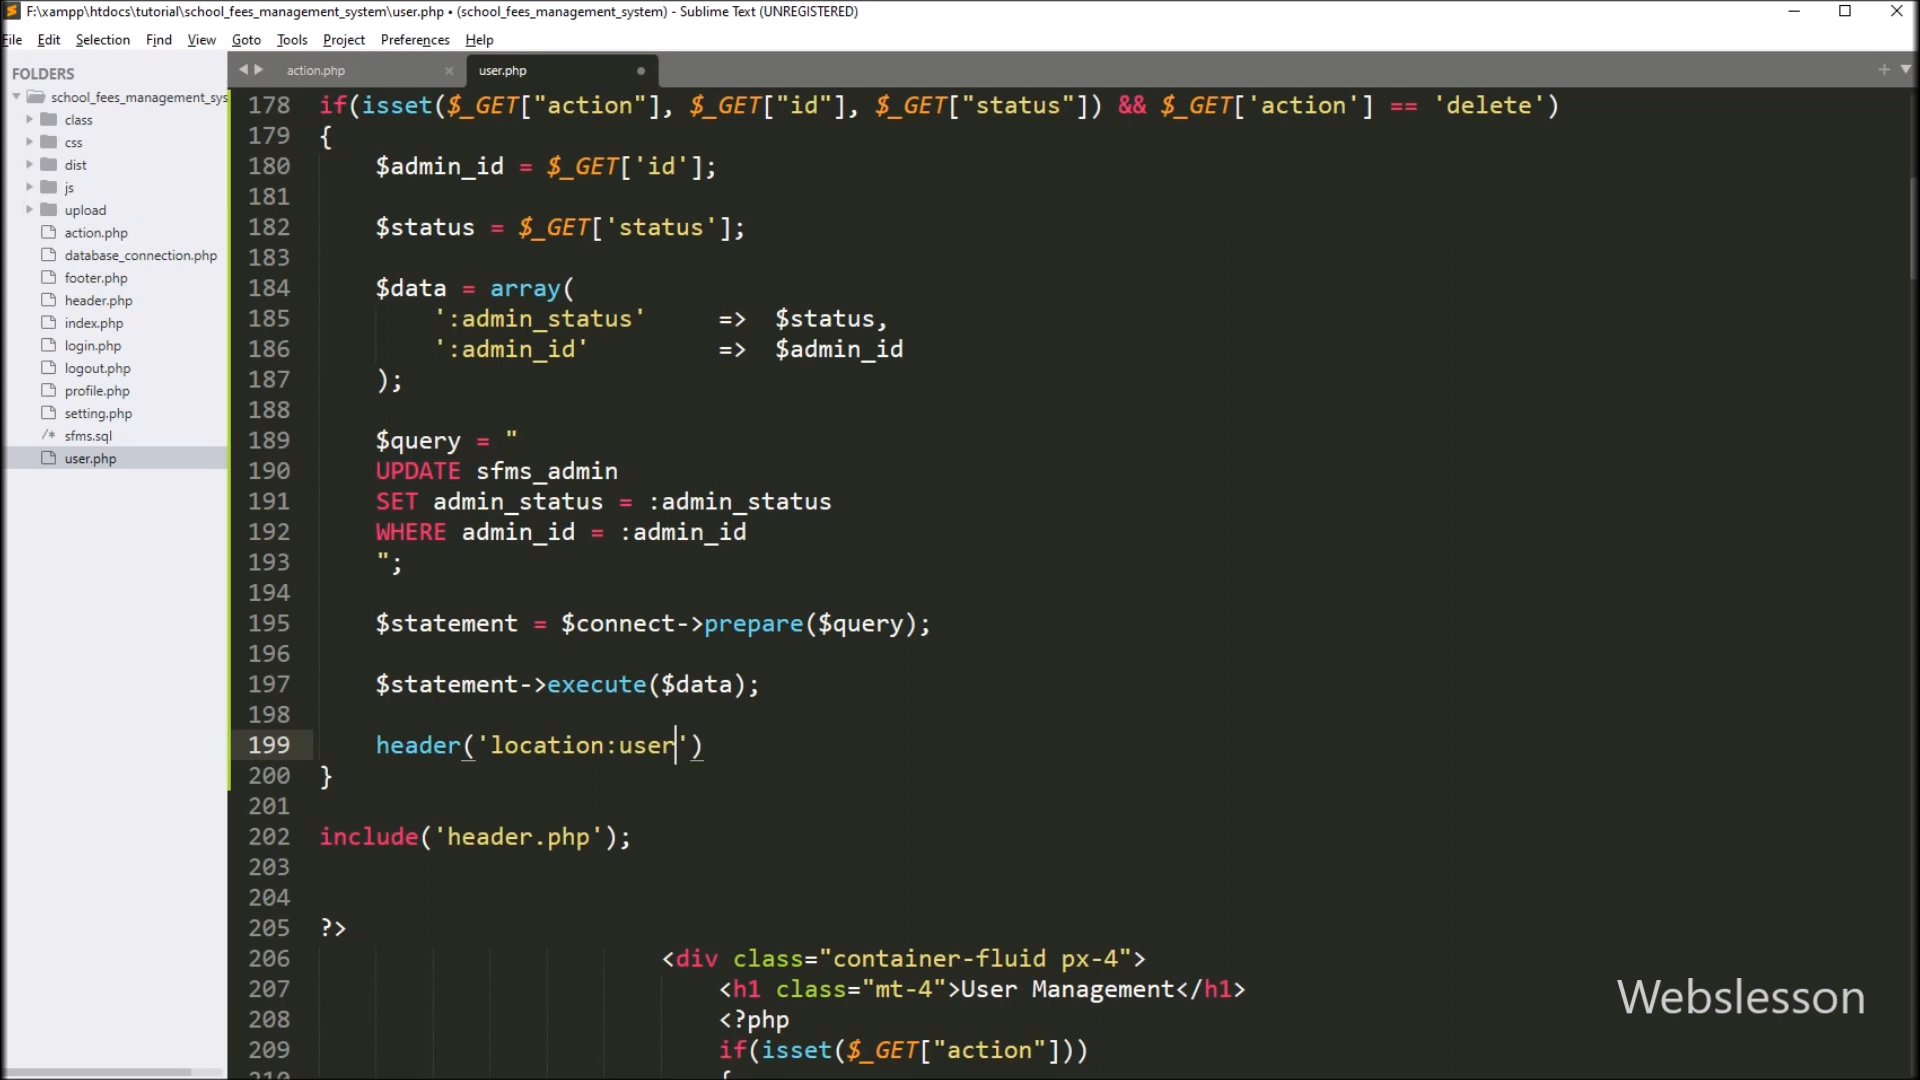 F:\xampp\htdocs\tutorial\school_fees_management_system\user.php • (school_fees_management_system) - Sublime Text (UNREGISTERED)
File Edit Selection Find View Goto Tools Project Preferences Help
FOLDERS
school_fees_management_sys
class
css
dist
js
upload
action.php
database_connection.php
footer.php
header.php
index.php
login.php
logout.php
profile.php
setting.php
/* sfms.sql
user.php
action.php × user.php
178 if(isset($_GET["action"], $_GET["id"], $_GET["status"]) && $_GET['action'] == 'delete')
179 {
180 $admin_id = $_GET['id'];
181
182 $status = $_GET['status'];
183
184 $data = array(
185 ':admin_status' => $status,
186 ':admin_id' => $admin_id
187 );
188
189 $query = "
190 UPDATE sfms_admin
191 SET admin_status = :admin_status
192 WHERE admin_id = :admin_id
193 ";
194
195 $statement = $connect->prepare($query);
196
197 $statement->execute($data);
198
199 header('location:user')
200 }
201
202 include('header.php');
203
204
205 ?>
206 <div class="container-fluid px-4">
207 <h1 class="mt-4">User Management</h1>
208 <?php
209 if(isset($_GET["action"]))
210 {
Webslesson